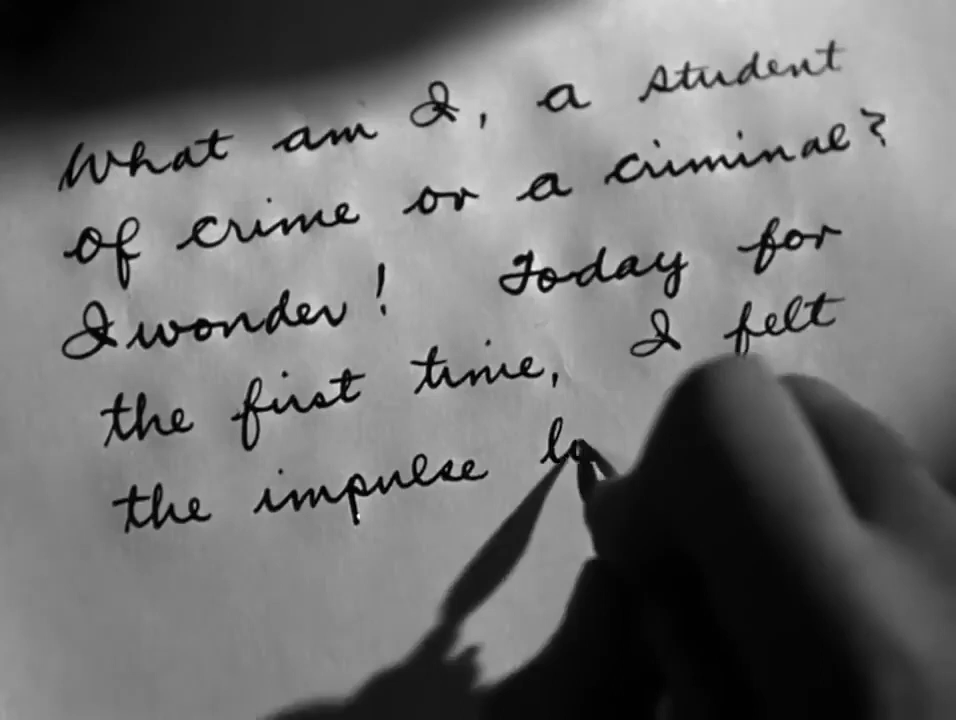 What am I, a student
of crime or a criminal?
I wonder! Today for
the first time, I felt
the impulse